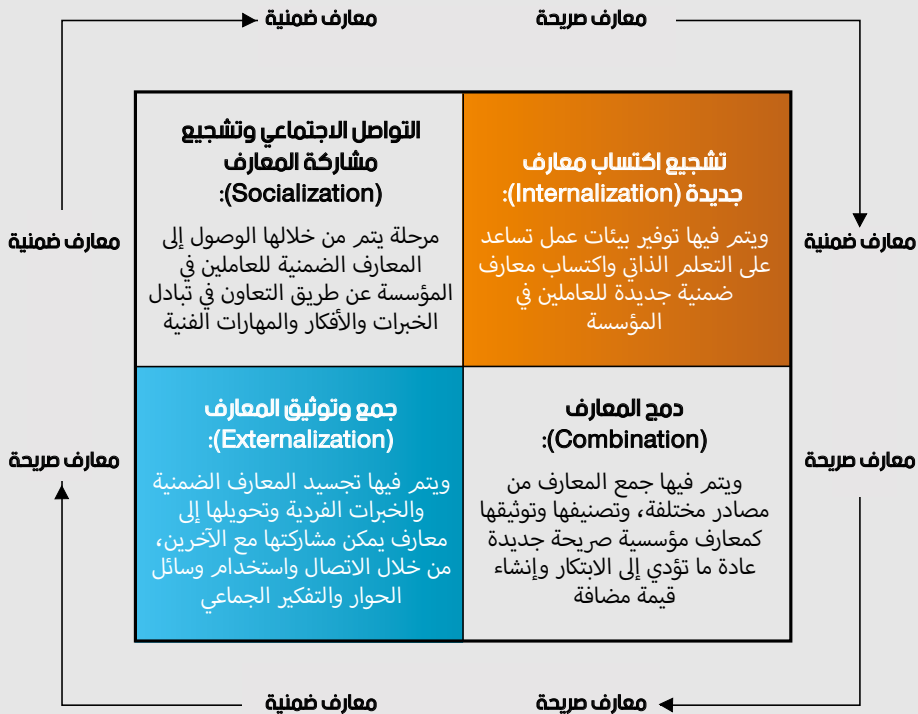 معارف صريحة
معارف ضمنية
معارف ضمنية
معارف ضمنية
تشجيع اكتساب معارف
جديدة (Internalization):
ويتم فيها توفير بيئات عمل تساعد
على التعلم الذاتي واكتساب معارف
ضمنية جديدة للعاملين في
المؤسسة
التواصل الاجتماعي وتشجيع
مشاركة المعارف
(Socialization):
مرحلة يتم من خلالها الوصول إلى
المعارف الضمنية للعاملين في
المؤسسة عن طريق التعاون في تبادل
الخبرات والأفكار والمهارات الفنية
معارف صريحة
دمج المعارف
(Combination):
ويتم فيها جمع المعارف من
مصادر مختلفة، وتصنيفها وتوثيقها
كمعارف مؤسسية صريحة جديدة
عادة ما تؤدي إلى الابتكار وإنشاء
قيمة مضافة
جمع وتوثيق المعارف
(Externalization):
ويتم فيها تجسيد المعارف الضمنية
والخبرات الفردية وتحويلها إلى
معارف يمكن مشاركتها مع الآخرين،
من خلال الاتصال واستخدام وسائل
الحوار والتفكير الجماعي
معارف صريحة
معارف صريحة
معارف ضمنية